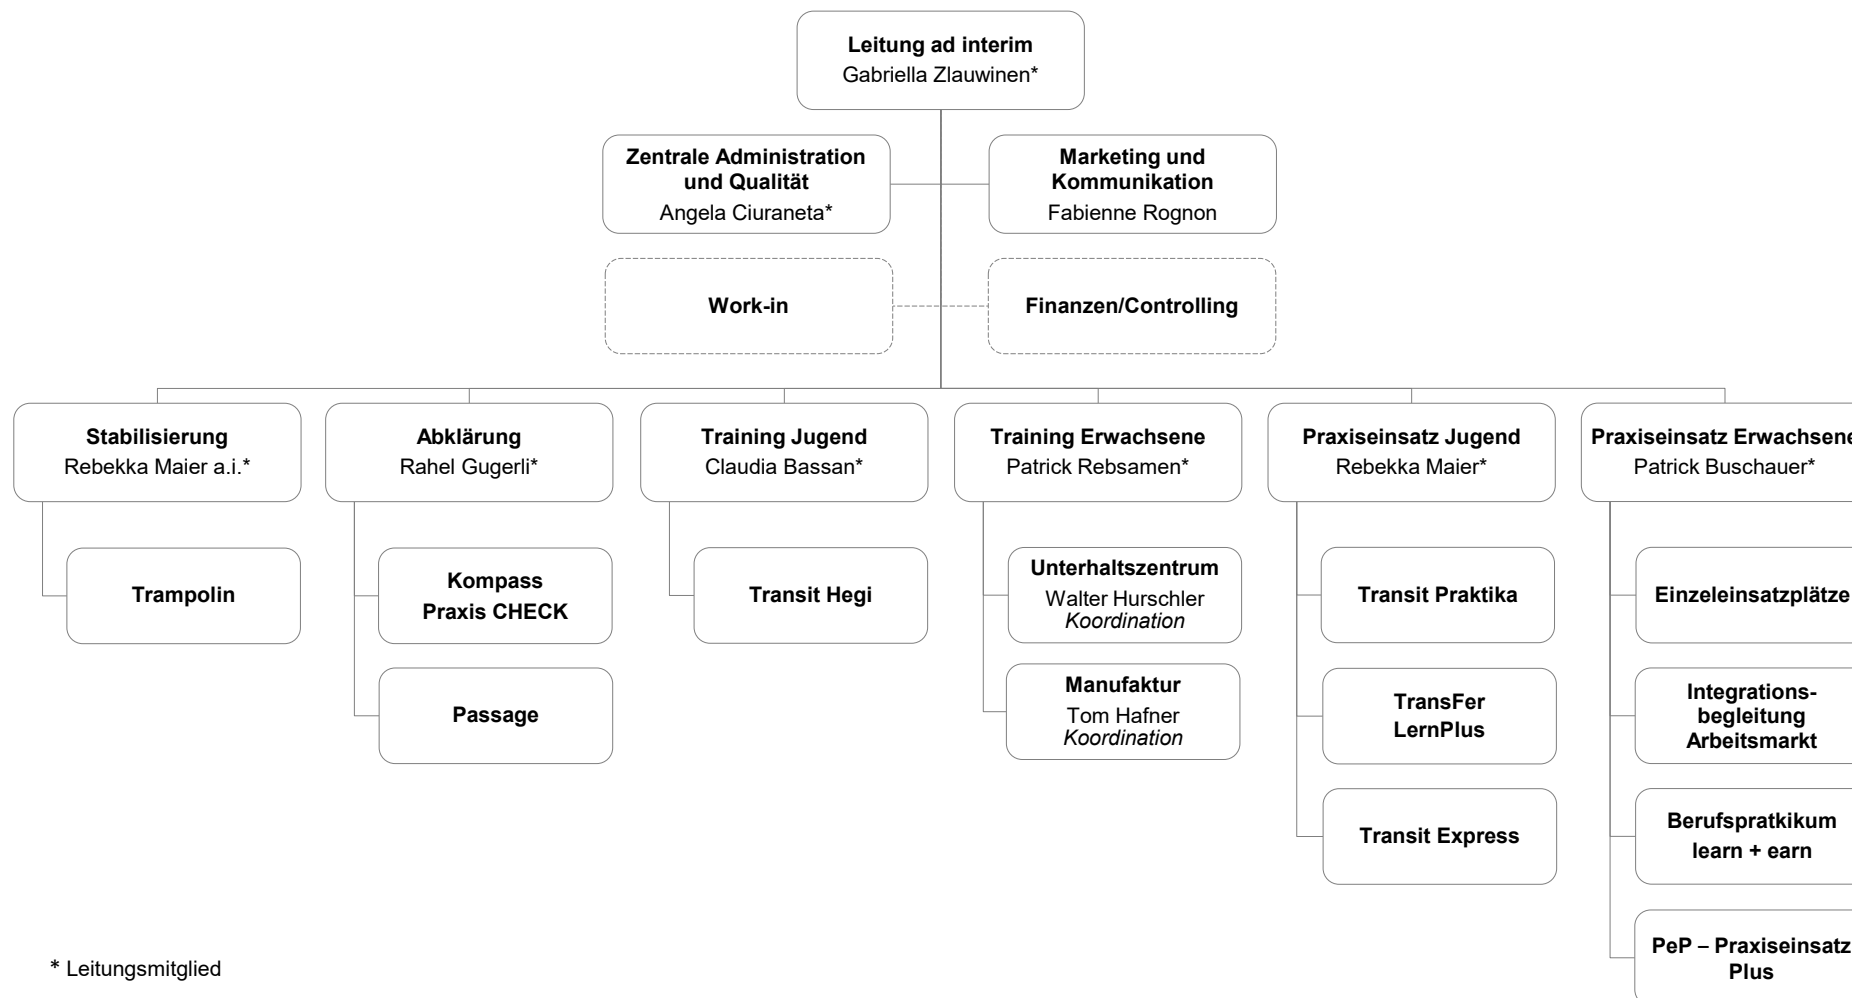 Leitung ad interim
Gabriella Zlauwinen*
Zentrale Administration
und Qualität
Angela Ciuraneta*
Marketing und
Kommunikation
Fabienne Rognon
Work-in
Finanzen/Controlling
Stabilisierung
Rebekka Maier a.i.*
Abklärung
Rahel Gugerli*
Training Jugend
Claudia Bassan*
Training Erwachsene
Patrick Rebsamen*
Praxiseinsatz Jugend
Rebekka Maier*
Praxiseinsatz Erwachsene
Patrick Buschauer*
Trampolin
Kompass
Praxis CHECK
Passage
Transit Hegi
Unterhaltszentrum
Walter Hurschler
Koordination
Manufaktur
Tom Hafner
Koordination
Transit Praktika
TransFer
LernPlus
Transit Express
Einzeleinsatzplätze
Integrations-
begleitung
Arbeitsmarkt
Berufspratkikum
learn + earn
PeP – Praxiseinsatz
Plus
* Leitungsmitglied